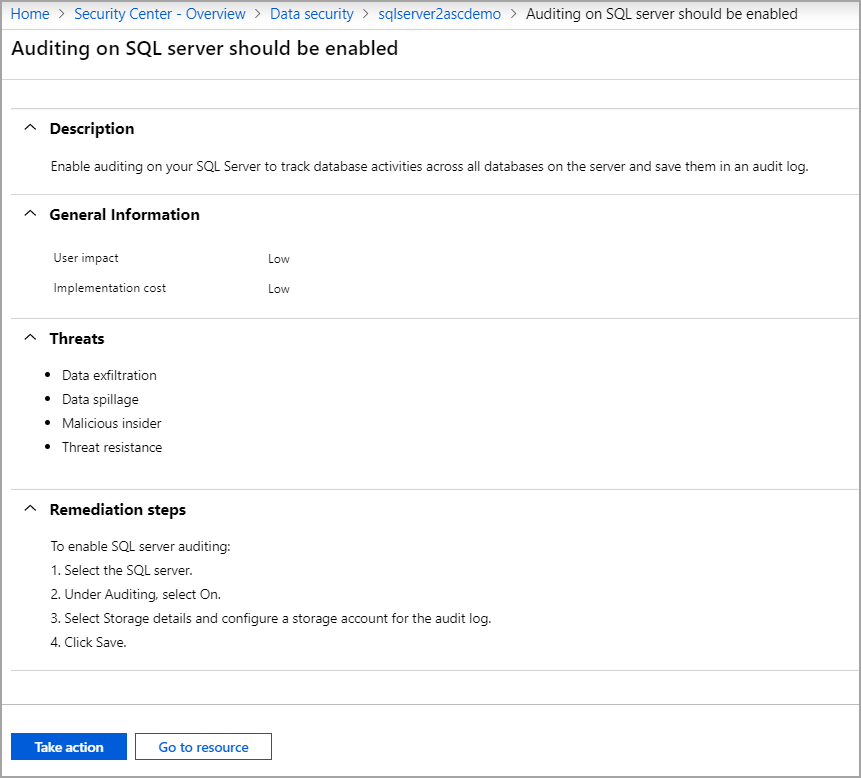 Home > Security Center - Overview > Data security > sqlserver2ascdemo > Auditing on SQL server should be enabled
Auditing on SQL server should be enabled
Description
Enable auditing on your SQL Server to track database activities across all databases on the server and save them in an audit log.
General Information
User impact Low
Implementation cost Low
Threats
• Data exfiltration
• Data spillage
• Malicious insider
• Threat resistance
Remediation steps
To enable SQL server auditing:
1. Select the SQL server.
2. Under Auditing, select On.
3. Select Storage details and configure a storage account for the audit log.
4. Click Save.
Take action Go to resource